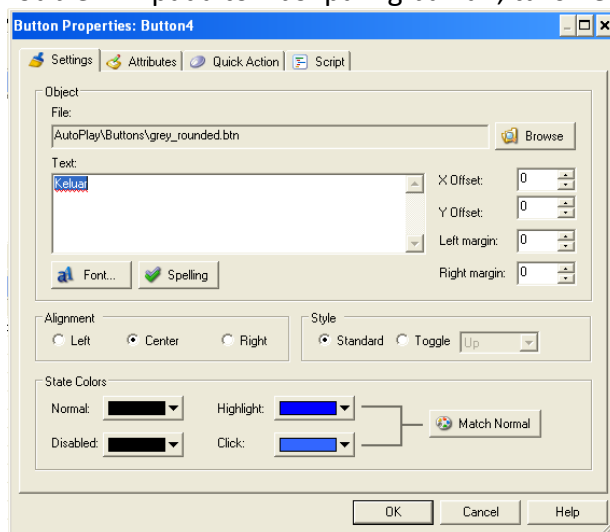 Button Properties: Button4
Settings Attributes Quick Action Script
Object
File:
AutoPlay\Buttons\grey_rounded.btn Browse
Text:
Keluar
X Offset: 0
Y Offset: 0
Left margin: 0
Right margin: 0
Font... Spelling
Alignment Style
Left Center Right Standard Toggle Up
State Colors
Normal: Highlight:
Match Normal
Disabled: Click:
OK Cancel Help